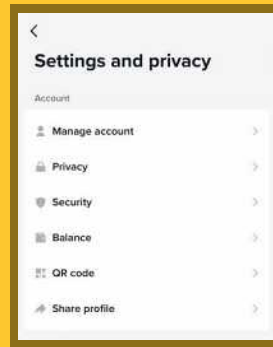 Settings and privacy
Account
Manage account
Privacy
Security
Balance
QR code
Share profile